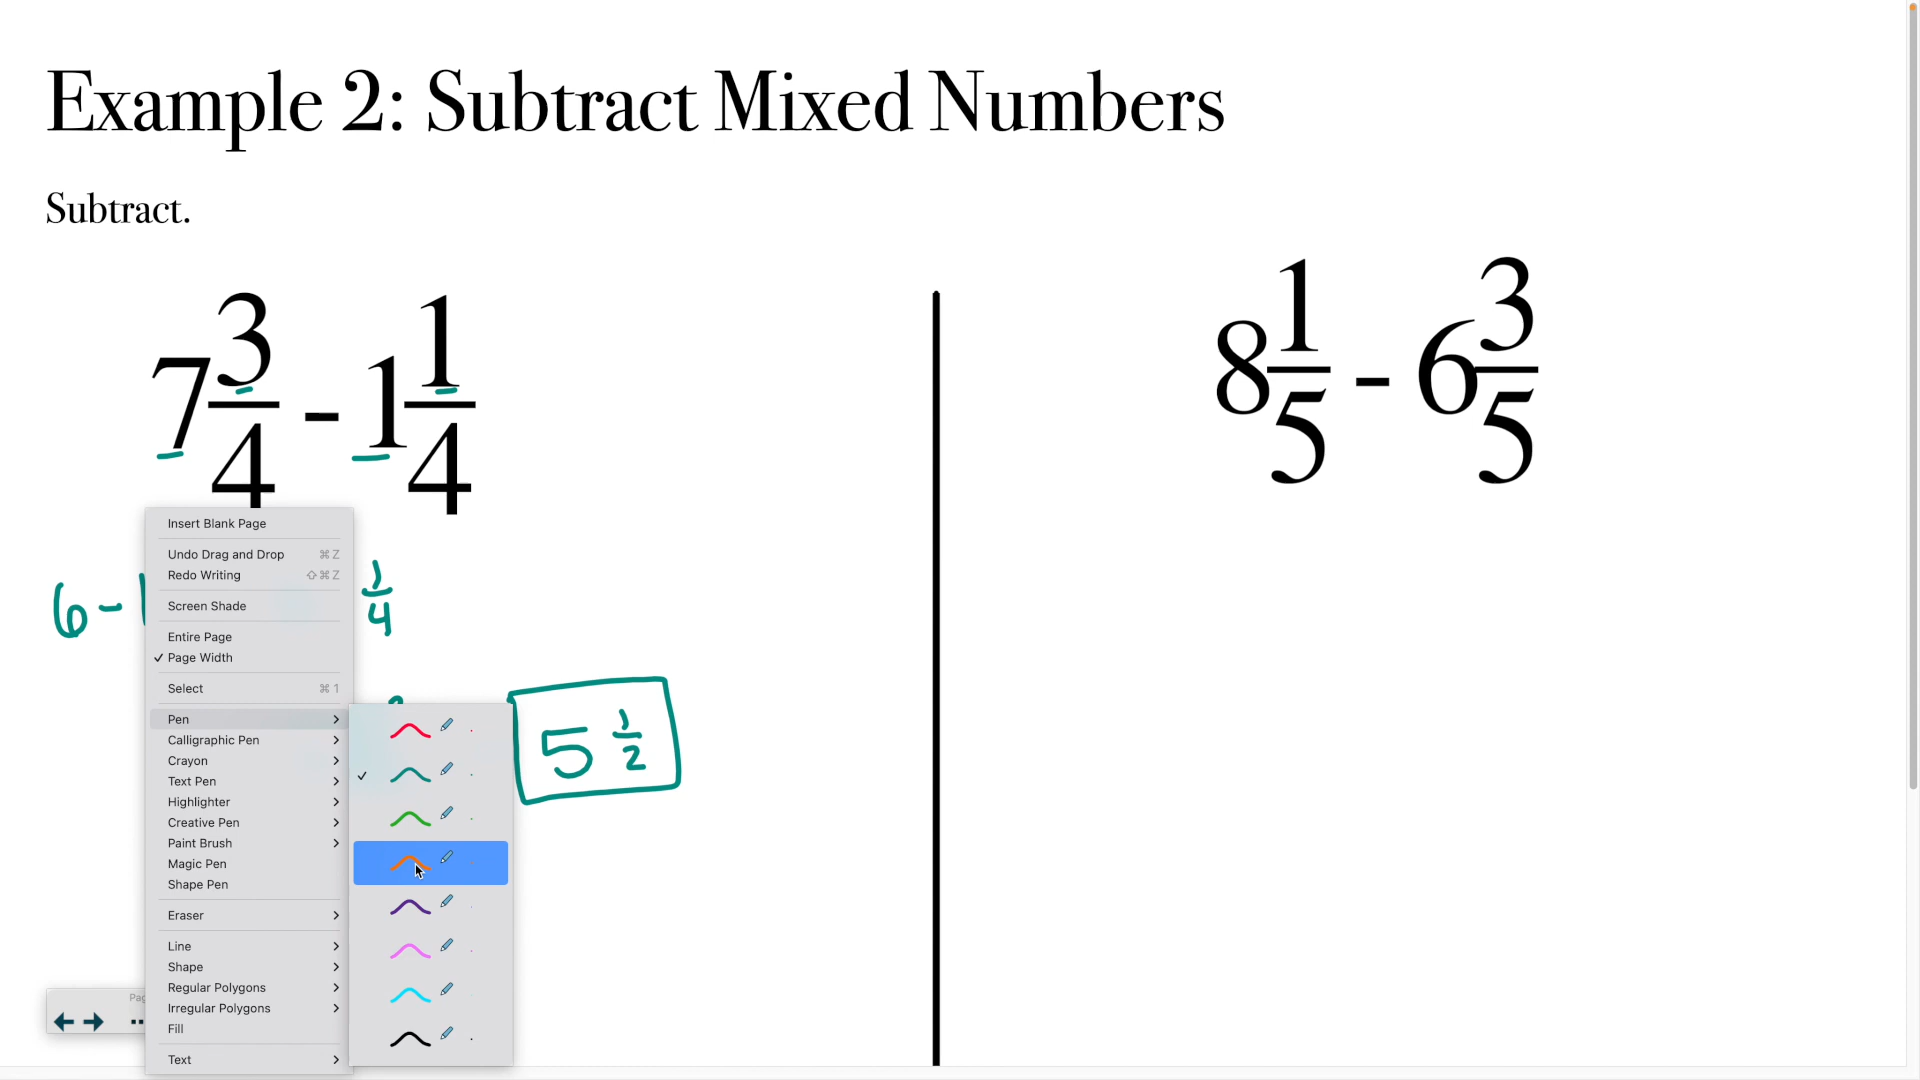 Example 2: Subtract Mixed Numbers
Subtract.
7 3/4 - 1 1/4
8 1/5 - 6 3/5
6 - 1
1/4
5 1/2
Insert Blank Page
Undo Drag and Drop ⌘Z
Redo Writing ⇧⌘Z
Screen Shade
Entire Page
✓ Page Width
Select ⌘1
Pen >
Calligraphic Pen >
Crayon >
Text Pen >
Highlighter >
Creative Pen >
Paint Brush >
Magic Pen
Shape Pen
Eraser >
Line >
Shape >
Regular Polygons >
Irregular Polygons >
Fill
Text >